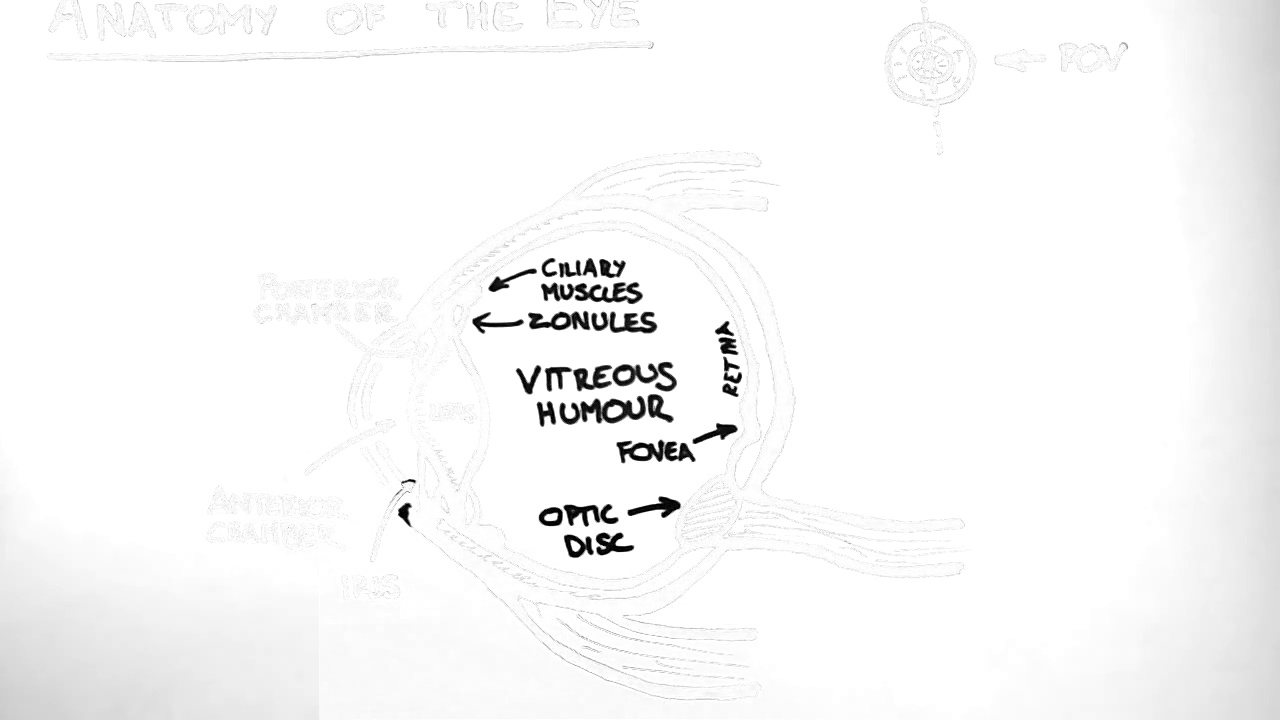 ANATOMY OF THE EYE
POV
CILIARY
MUSCLES
POSTERIOR
CHAMBER
ZONULES
RETINA
VITREOUS
HUMOUR
LENS
FOVEA
ANTERIOR
CHAMBER
OPTIC
DISC
IRIS